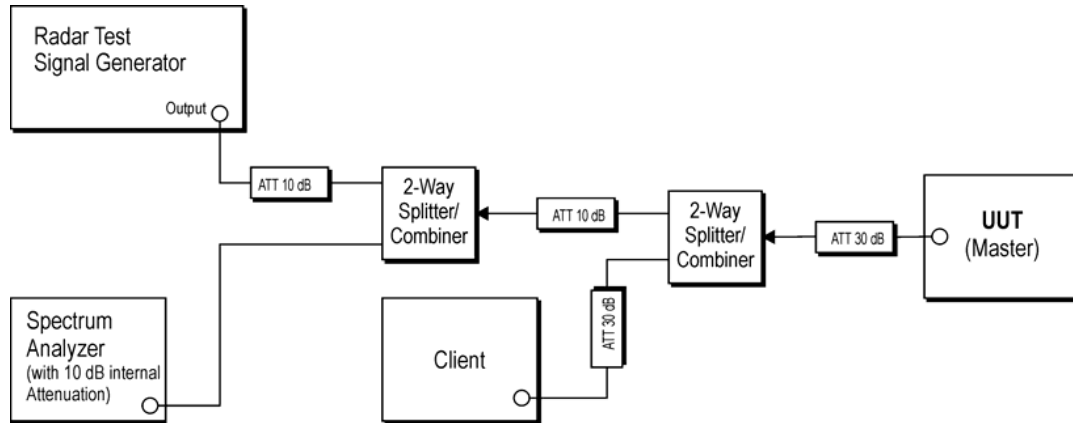 Radar Test
Signal Generator
Output
ATT 10 dB
2-Way
Splitter/
Combiner
ATT 10 dB
2-Way
Splitter/
Combiner
ATT 30 dB
UUT
(Master)
ATT 30 dB
Spectrum
Analyzer
(with 10 dB internal
Attenuation)
Client